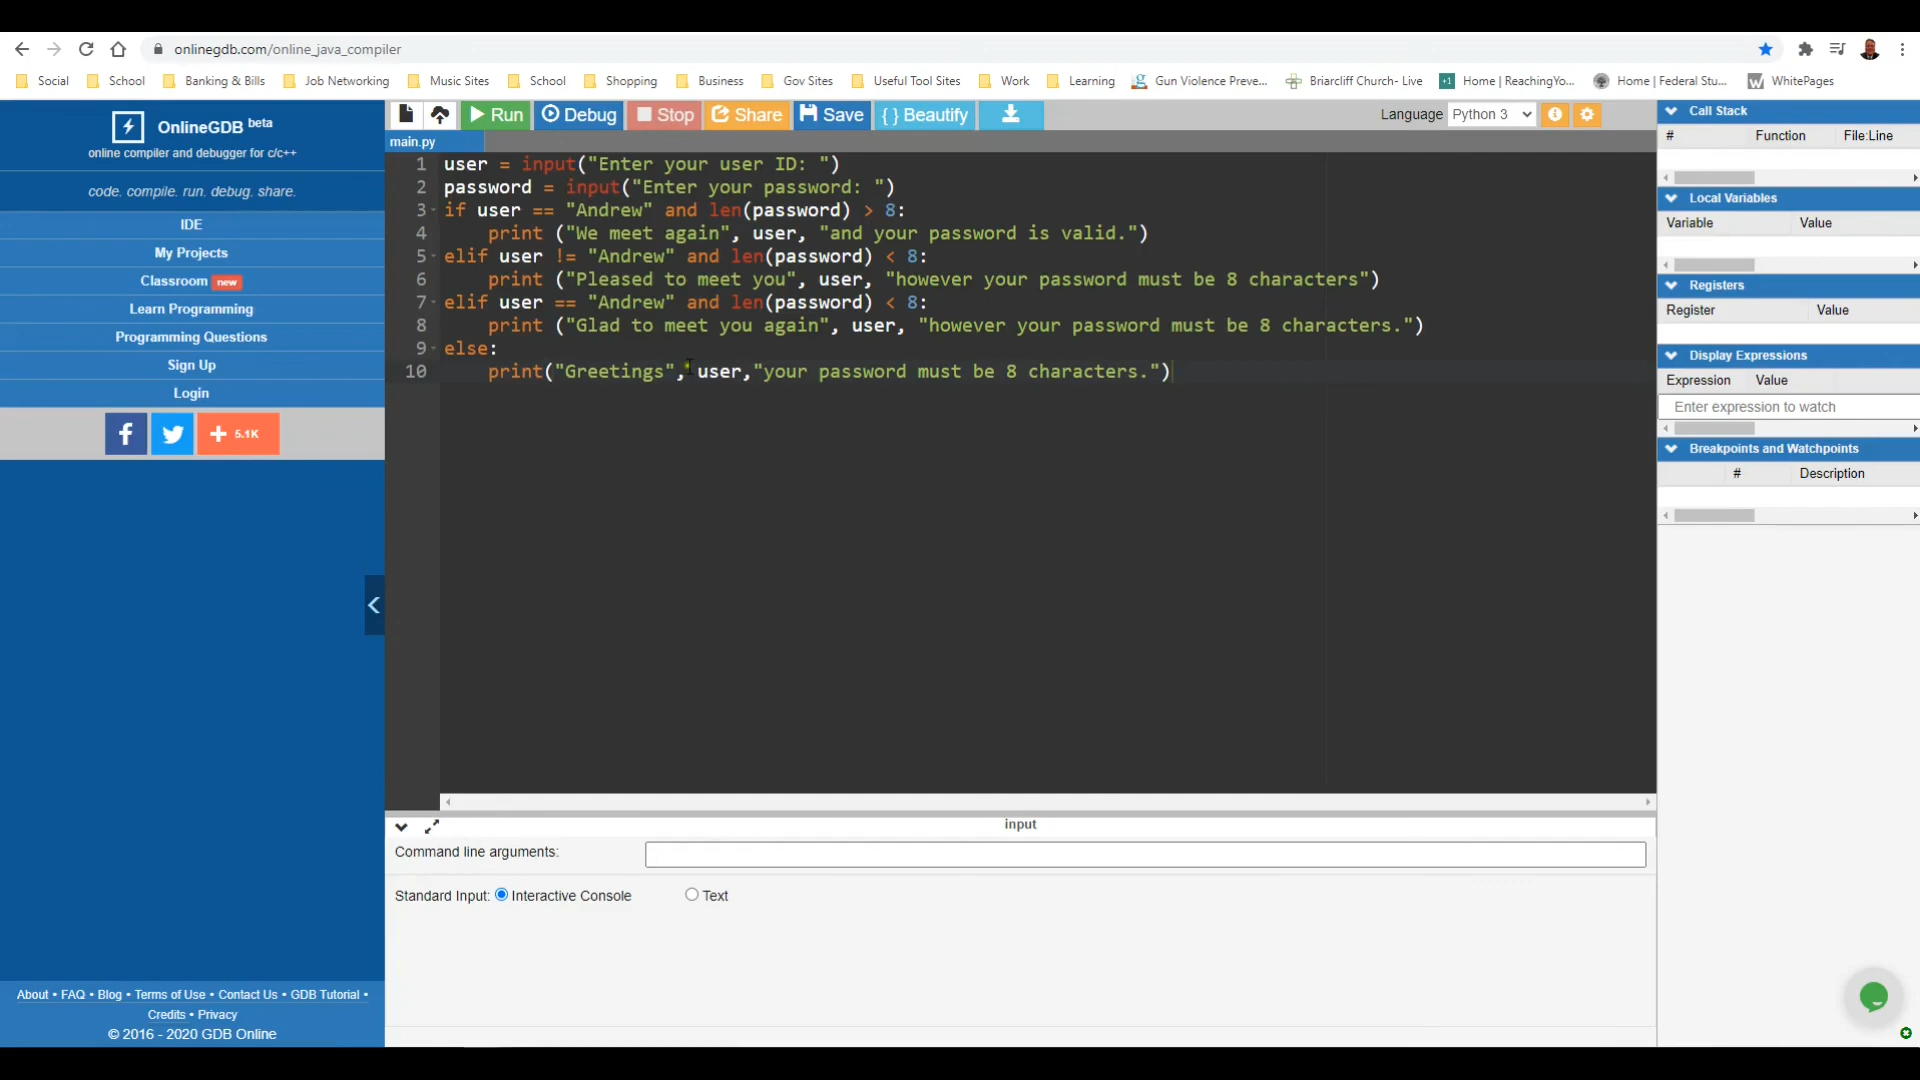 onlinegdb.com/online_java_compiler
Social School Banking & Bills Job Networking Music Sites School Shopping Business Gov Sites Useful Tool Sites Work Learning Gun Violence Preve... Briarcliff Church- Live Home | ReachingYo... Home | Federal Stu... WhitePages
OnlineGDB beta
online compiler and debugger for c/c++
code. compile. run. debug. share.
IDE
My Projects
Classroom new
Learn Programming
Programming Questions
Sign Up
Login
f + 5.1K
About • FAQ • Blog • Terms of Use • Contact Us • GDB Tutorial •
Credits • Privacy
© 2016 - 2020 GDB Online
Run Debug Stop Share Save { } Beautify Language Python 3
main.py
1 user = input("Enter your user ID: ")
2 password = input("Enter your password: ")
3 if user == "Andrew" and len(password) > 8:
4 print ("We meet again", user, "and your password is valid.")
5 elif user != "Andrew" and len(password) < 8:
6 print ("Pleased to meet you", user, "however your password must be 8 characters")
7 elif user == "Andrew" and len(password) < 8:
8 print ("Glad to meet you again", user, "however your password must be 8 characters.")
9 else:
10 print("Greetings", user,"your password must be 8 characters.")
input
Command line arguments:
Standard Input: Interactive Console Text
Call Stack
# Function File:Line
Local Variables
Variable Value
Registers
Register Value
Display Expressions
Expression Value
Enter expression to watch
Breakpoints and Watchpoints
# Description